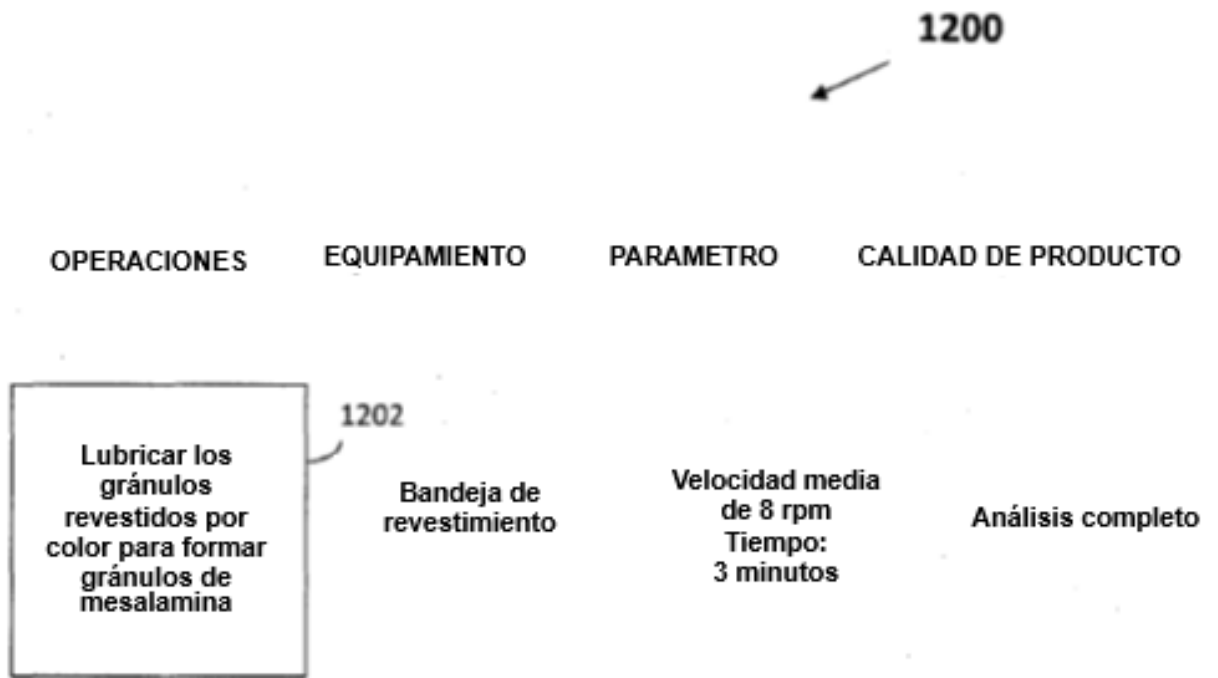 1200
OPERACIONES EQUIPAMIENTO PARAMETRO CALIDAD DE PRODUCTO
1202
Lubricar los
gránulos
revestidos por
color para formar
gránulos de
mesalamina
Bandeja de
revestimiento
Velocidad media
de 8 rpm
Tiempo:
3 minutos
Análisis completo